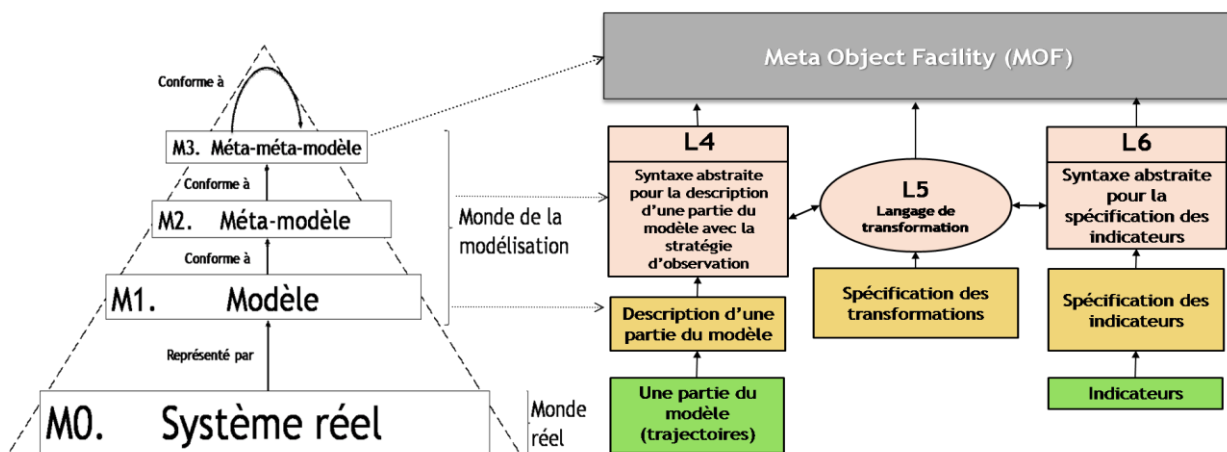 Conforme à
M3. Méta-méta-modèle
Conforme à
M2. Méta-modèle
Conforme à
M1. Modèle
Représenté par
M0. Système réel
Monde de la
modélisation
Monde
réel
Meta Object Facility (MOF)
L4
Syntaxe abstraite
pour la description
d'une partie du
modèle avec la
stratégie
d'observation
Description d'une
partie du modèle
Une partie du
modèle
(trajectoires)
L5
Langage de
transformation
Spécification des
transformations
L6
Syntaxe abstraite
pour la
spécification des
indicateurs
Spécification des
indicateurs
Indicateurs